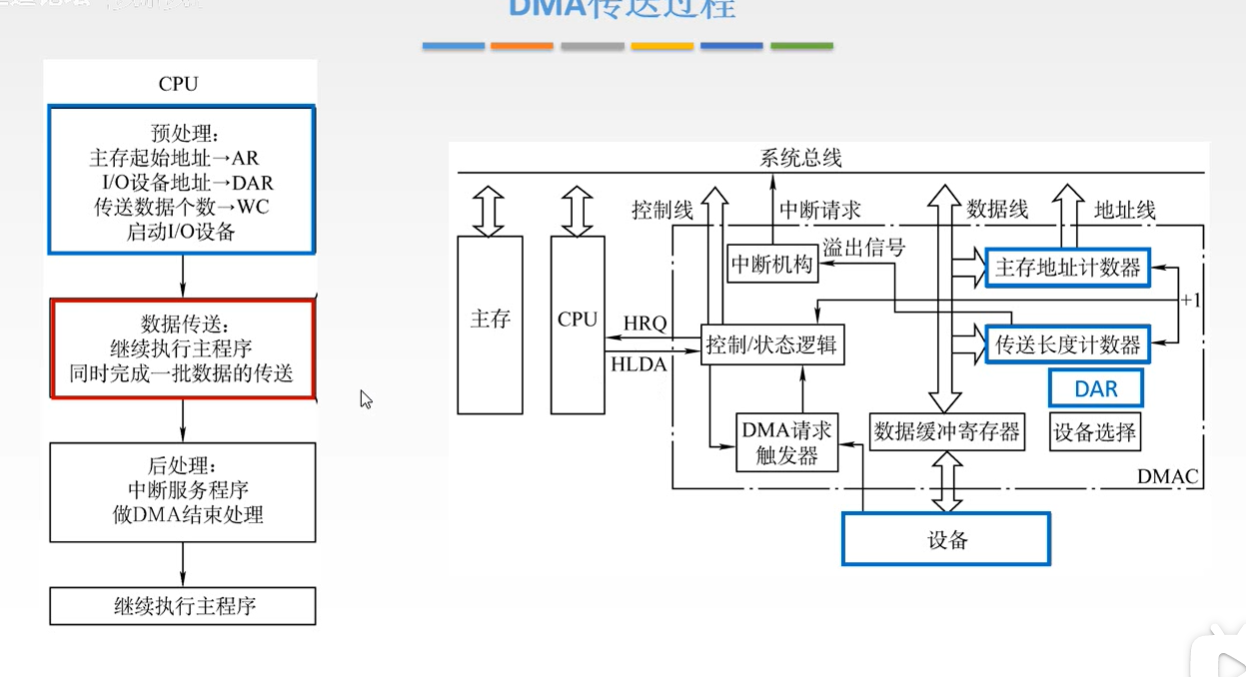 DMA传送过程
CPU
预处理：
主存起始地址→AR
I/O设备地址→DAR
传送数据个数→WC
启动I/O设备
数据传送：
继续执行主程序
同时完成一批数据的传送
后处理：
中断服务程序
做DMA结束处理
继续执行主程序
系统总线
控制线
中断请求
数据线
地址线
中断机构
溢出信号
主存地址计数器
+1
主存
CPU
HRQ
HLDA
控制/状态逻辑
传送长度计数器
DAR
DMA请求
触发器
数据缓冲寄存器
设备选择
DMAC
设备